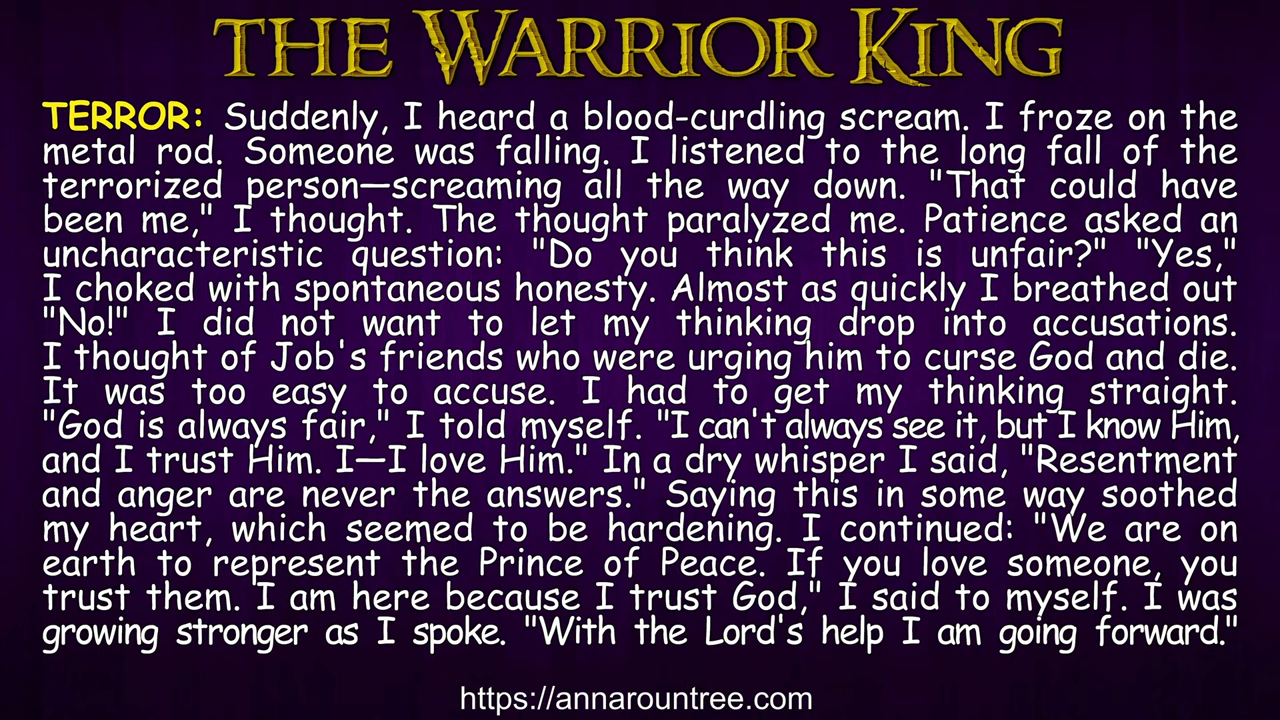 THE WARRIOR KING
TERROR: Suddenly, I heard a blood-curdling scream. I froze on the
metal rod. Someone was falling. I listened to the long fall of the
terrorized person—screaming all the way down. "That could have
been me," I thought. The thought paralyzed me. Patience asked an
uncharacteristic question: "Do you think this is unfair?" "Yes,"
I choked with spontaneous honesty. Almost as quickly I breathed out
"No!" I did not want to let my thinking drop into accusations.
I thought of Job's friends who were urging him to curse God and die.
It was too easy to accuse. I had to get my thinking straight.
"God is always fair," I told myself. "I can't always see it, but I know Him,
and I trust Him. I—I love Him." In a dry whisper I said, "Resentment
and anger are never the answers." Saying this in some way soothed
my heart, which seemed to be hardening. I continued: "We are on
earth to represent the Prince of Peace. If you love someone, you
trust them. I am here because I trust God," I said to myself. I was
growing stronger as I spoke. "With the Lord's help I am going forward."
https://annarountree.com